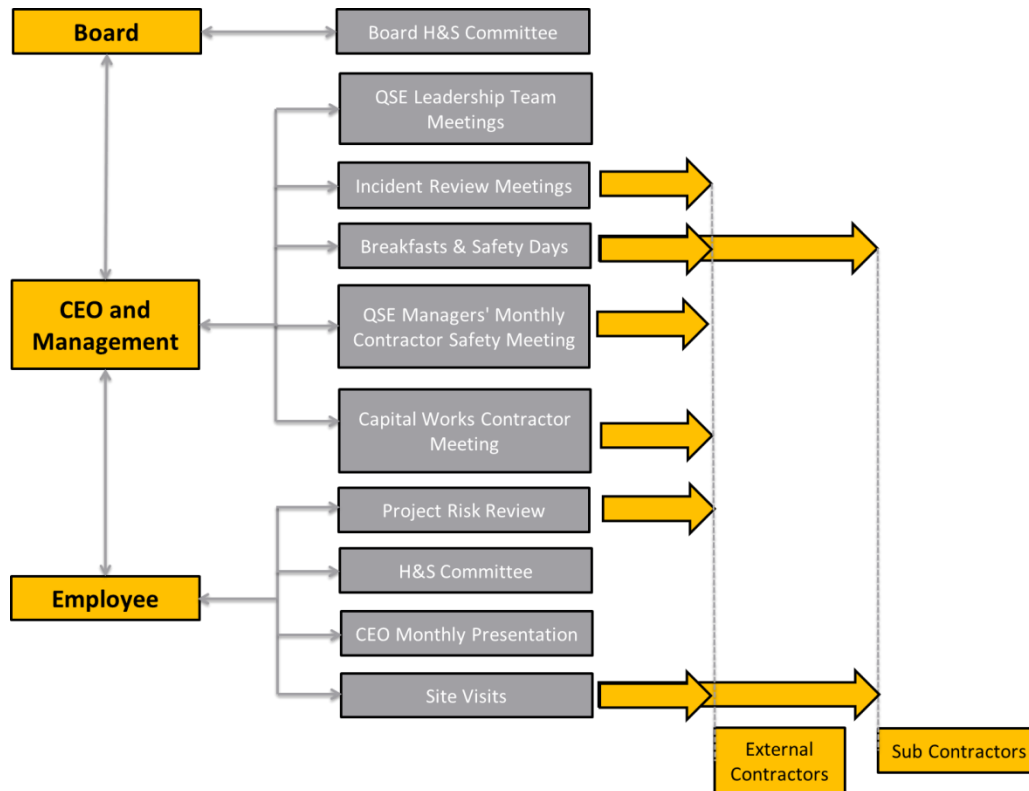 Board
Board H&S Committee
QSE Leadership Team
Meetings
Incident Review Meetings
Breakfasts & Safety Days
CEO and
Management
QSE Managers' Monthly
Contractor Safety Meeting
Capital Works Contractor
Meeting
Project Risk Review
H&S Committee
Employee
CEO Monthly Presentation
Site Visits
External
Contractors
Sub Contractors